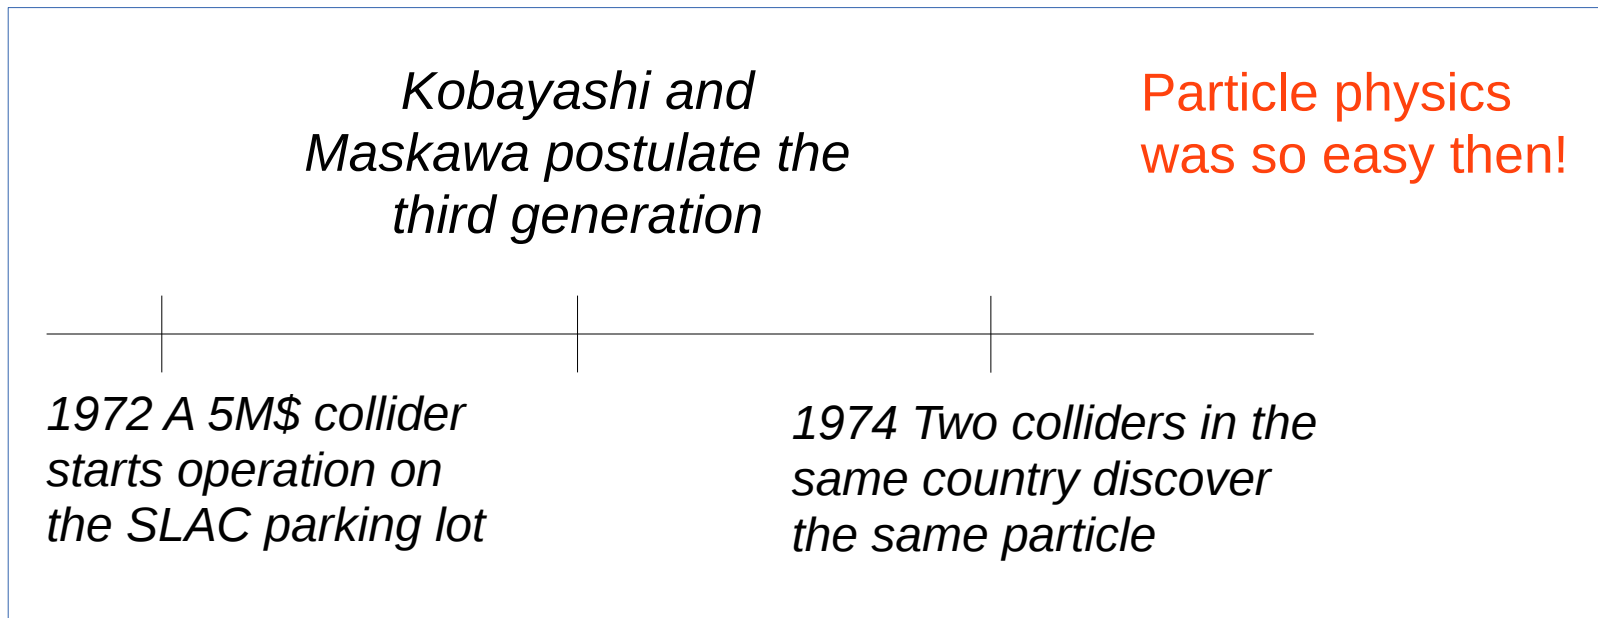 Kobayashi and
Maskawa postulate the
third generation
Particle physics
was so easy then!
1972 A 5M$ collider
starts operation on
the SLAC parking lot
1974 Two colliders in the
same country discover
the same particle